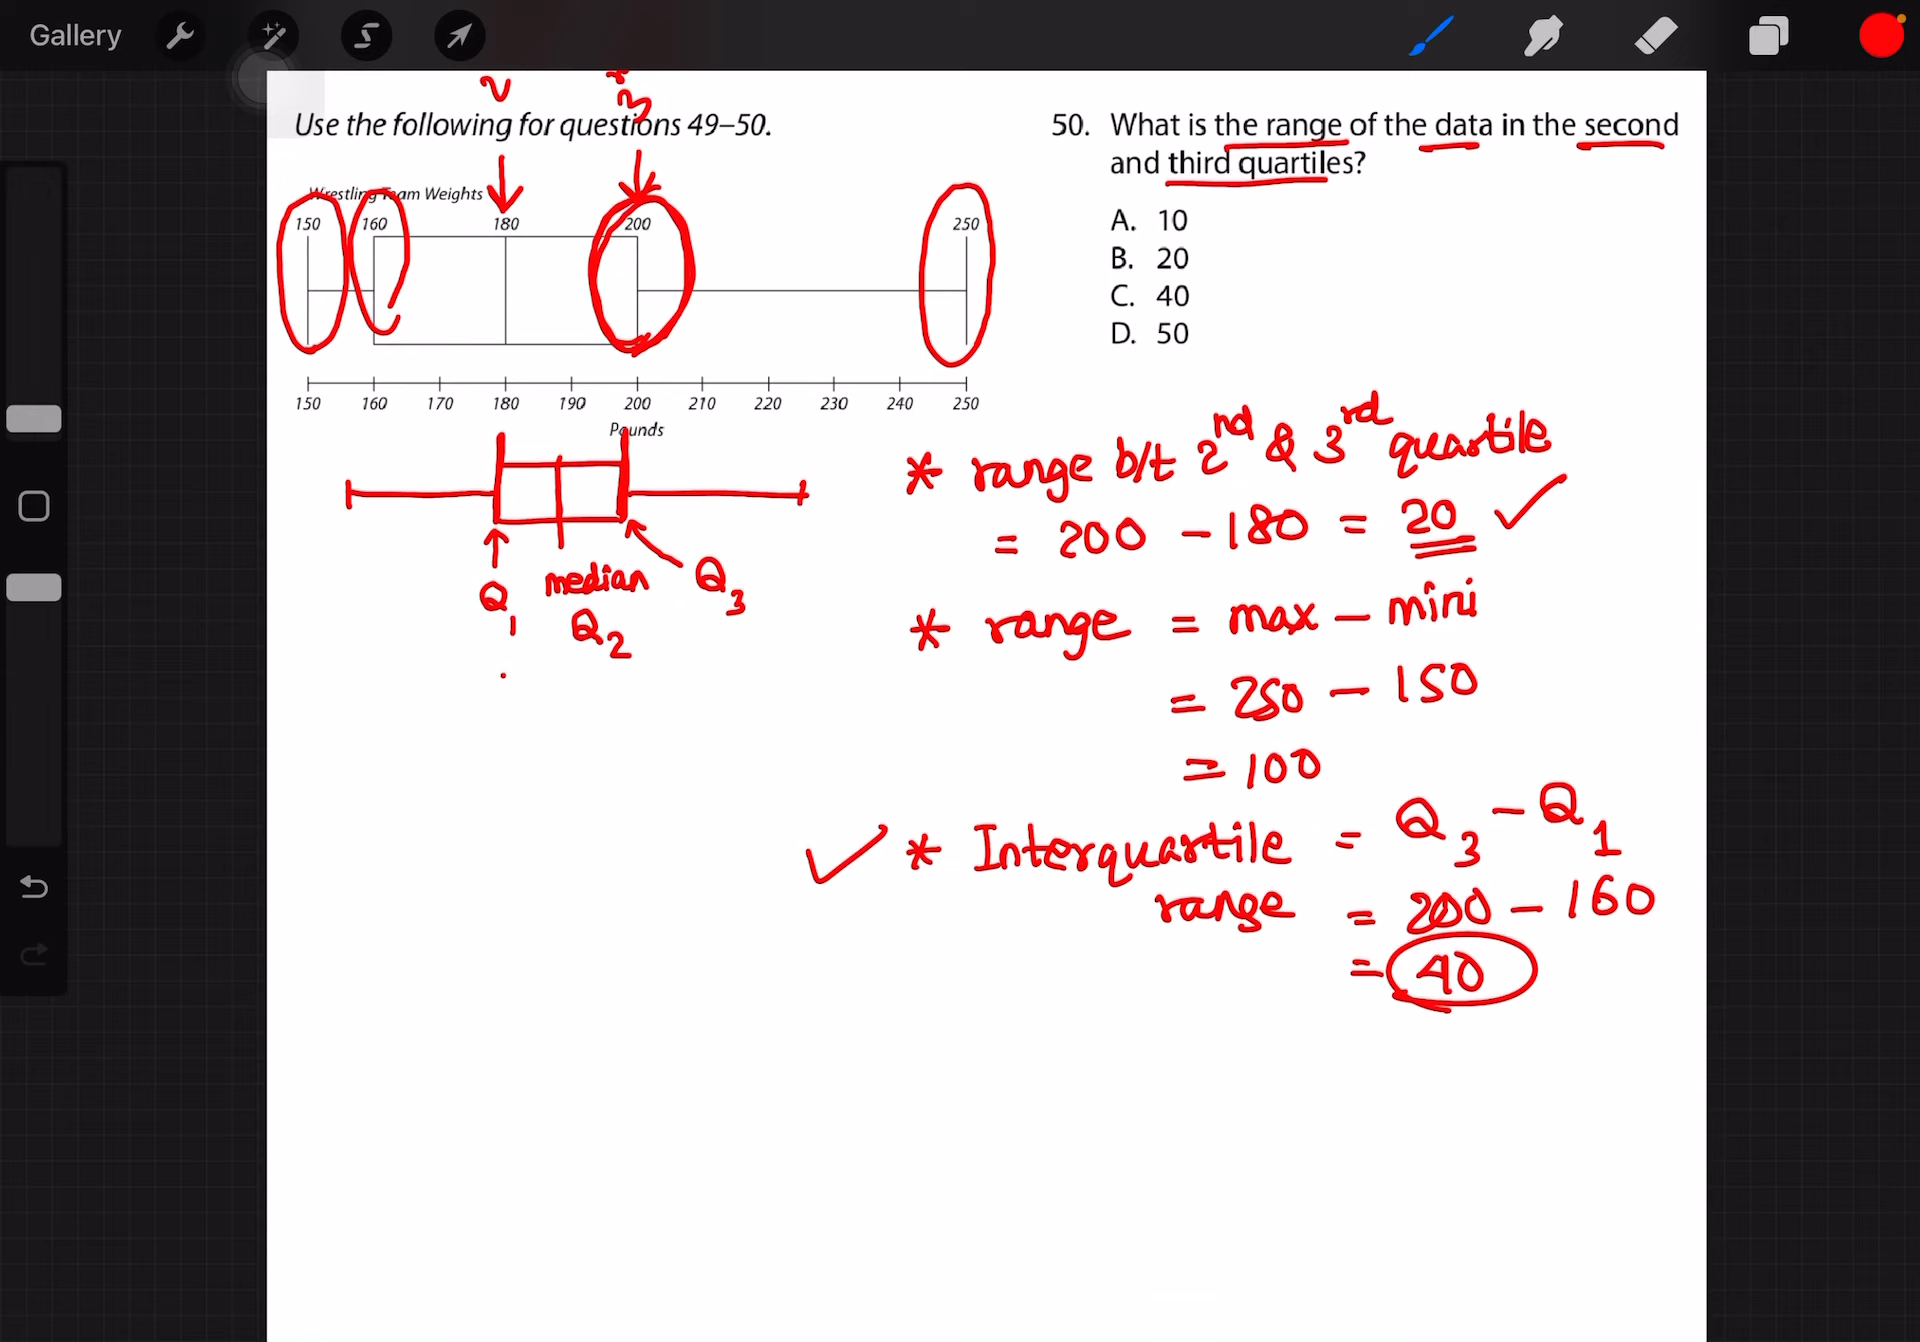 Gallery
2
3
Use the following for questions 49–50.
Wrestling Team Weights
150 160 180 200 250
150 160 170 180 190 200 210 220 230 240 250
Pounds
Q1 median Q3
Q2
50. What is the range of the data in the second
and third quartiles?
A. 10
B. 20
C. 40
D. 50
* range b/t 2nd & 3rd quartile
= 200 - 180 = 20 ✓
* range = max - mini
= 250 - 150
= 100
✓ * Interquartile = Q3 - Q1
range = 200 - 160
= 40